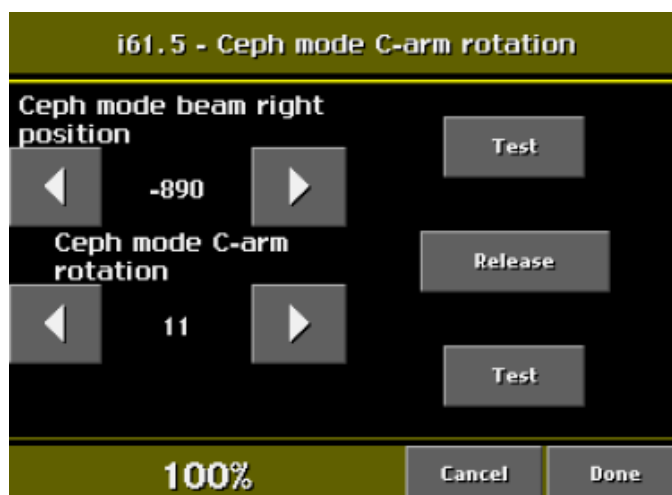 i61.5 - Ceph mode C-arm rotation
Ceph mode beam right
position
Test
-890
Release
Ceph mode C-arm
rotation
11
Test
100%
Cancel
Done